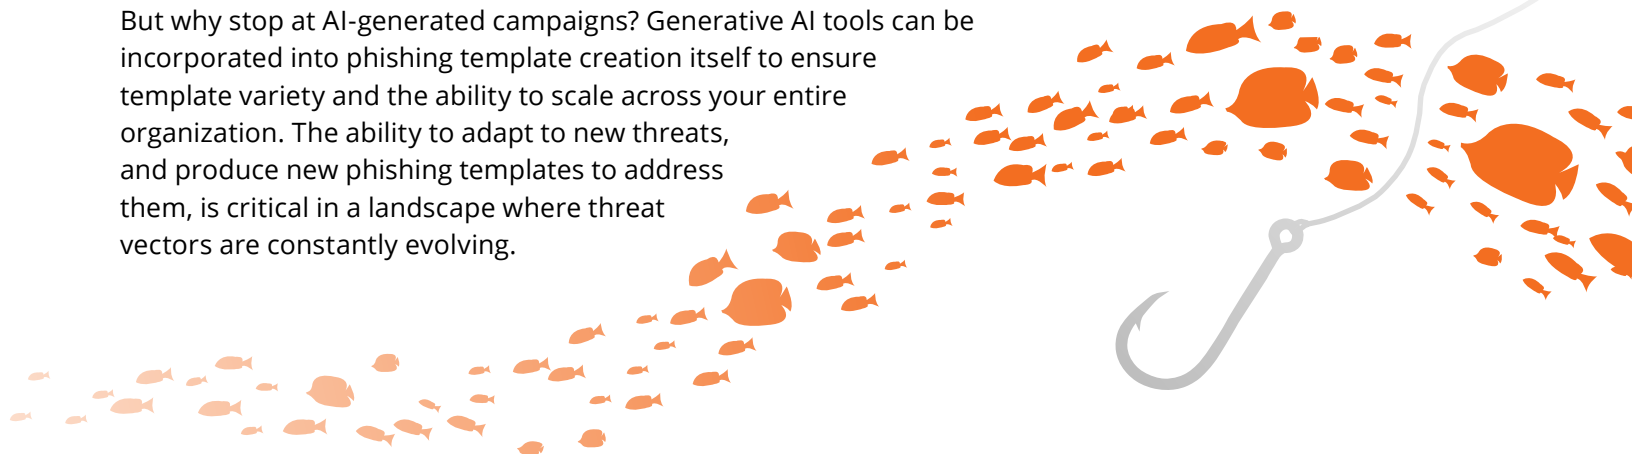 But why stop at AI-generated campaigns? Generative AI tools can be
incorporated into phishing template creation itself to ensure
template variety and the ability to scale across your entire
organization. The ability to adapt to new threats,
and produce new phishing templates to address
them, is critical in a landscape where threat
vectors are constantly evolving.